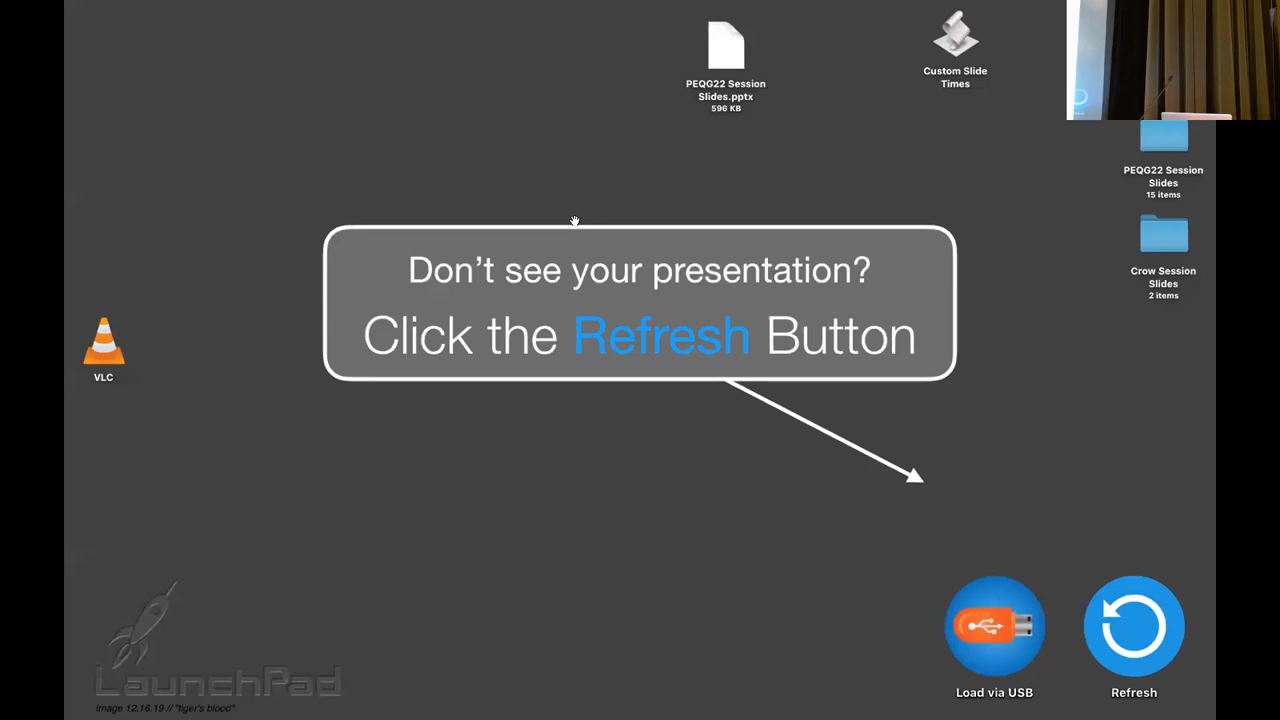 PEQG22 Session
Slides.pptx
596 KB
Custom Slide
Times
PEQG22 Session
Slides
15 items
Crow Session
Slides
2 items
Don't see your presentation?
Click the Refresh Button
VLC
LaunchPad
image 12.16.19 // "tiger's blood"
Load via USB
Refresh